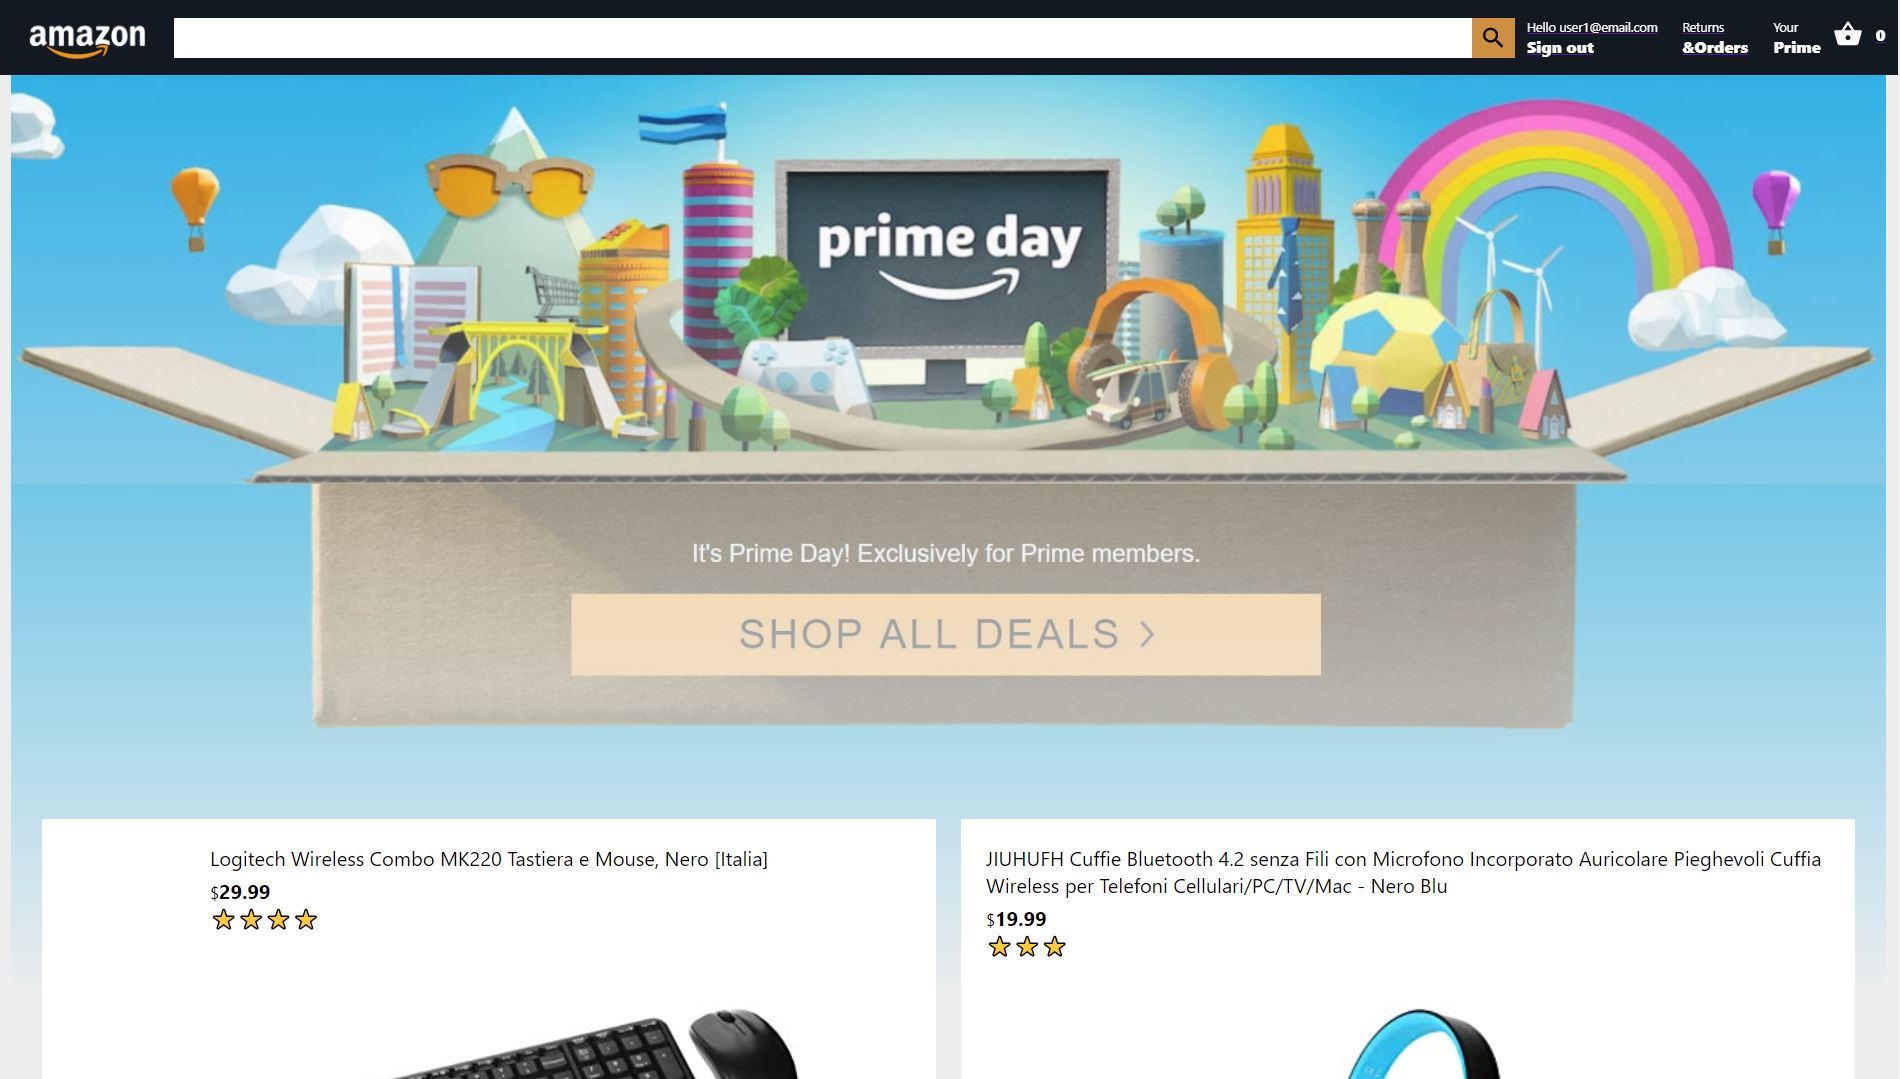 amazon
Hello user1@email.com
Sign out
Returns
&Orders
Your
Prime
0
prime day
It's Prime Day! Exclusively for Prime members.
SHOP ALL DEALS >
Logitech Wireless Combo MK220 Tastiera e Mouse, Nero [Italia]
$29.99
JIUHUFH Cuffie Bluetooth 4.2 senza Fili con Microfono Incorporato Auricolare Pieghevoli Cuffia
Wireless per Telefoni Cellulari/PC/TV/Mac - Nero Blu
$19.99